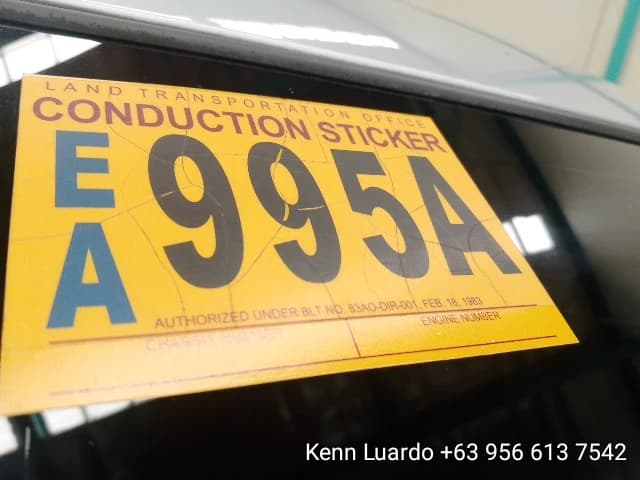 LAND TRANSPORTATION OFFICE
CONDUCTION STICKER
EA
995A
AUTHORIZED UNDER BLT NO. 83AO-DIR-001, FEB. 18, 1983
CHASSIS NUMBER
ENGINE NUMBER
Kenn Luardo +63 956 613 7542